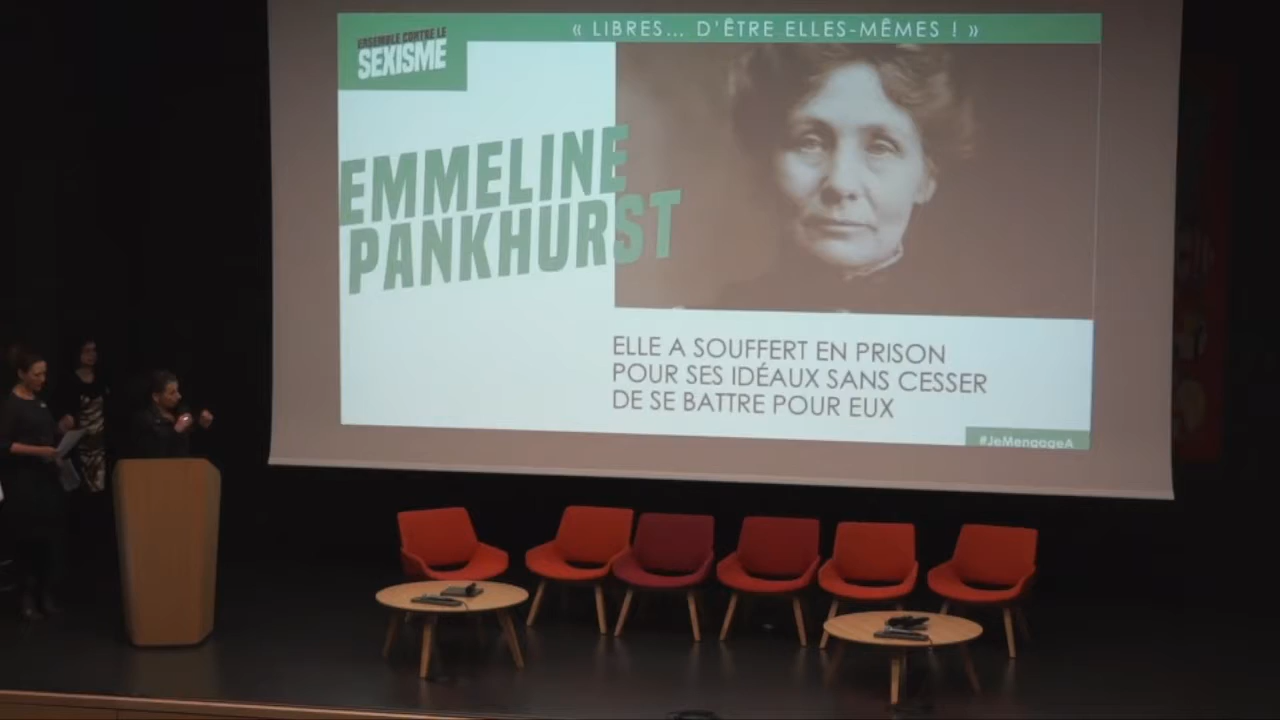 « LIBRES... D'ÊTRE ELLES-MÊMES ! »
ENSEMBLE CONTRE LE
SEXISME
EMMELINE
PANKHURST
ELLE A SOUFFERT EN PRISON
POUR SES IDÉAUX SANS CESSER
DE SE BATTRE POUR EUX
#JeMengageA